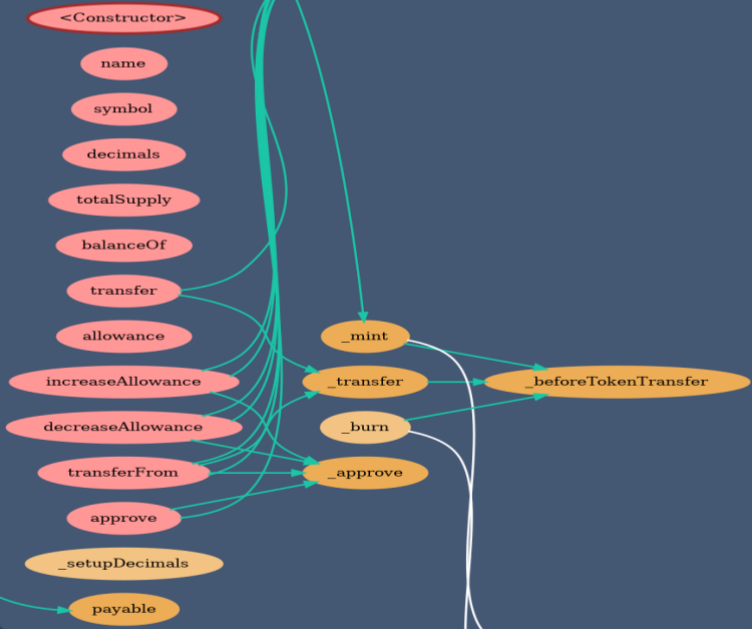 <Constructor>
name
symbol
decimals
totalSupply
balanceOf
transfer
allowance
_mint
increaseAllowance
_transfer
_beforeTokenTransfer
decreaseAllowance
_burn
transferFrom
_approve
approve
_setupDecimals
payable